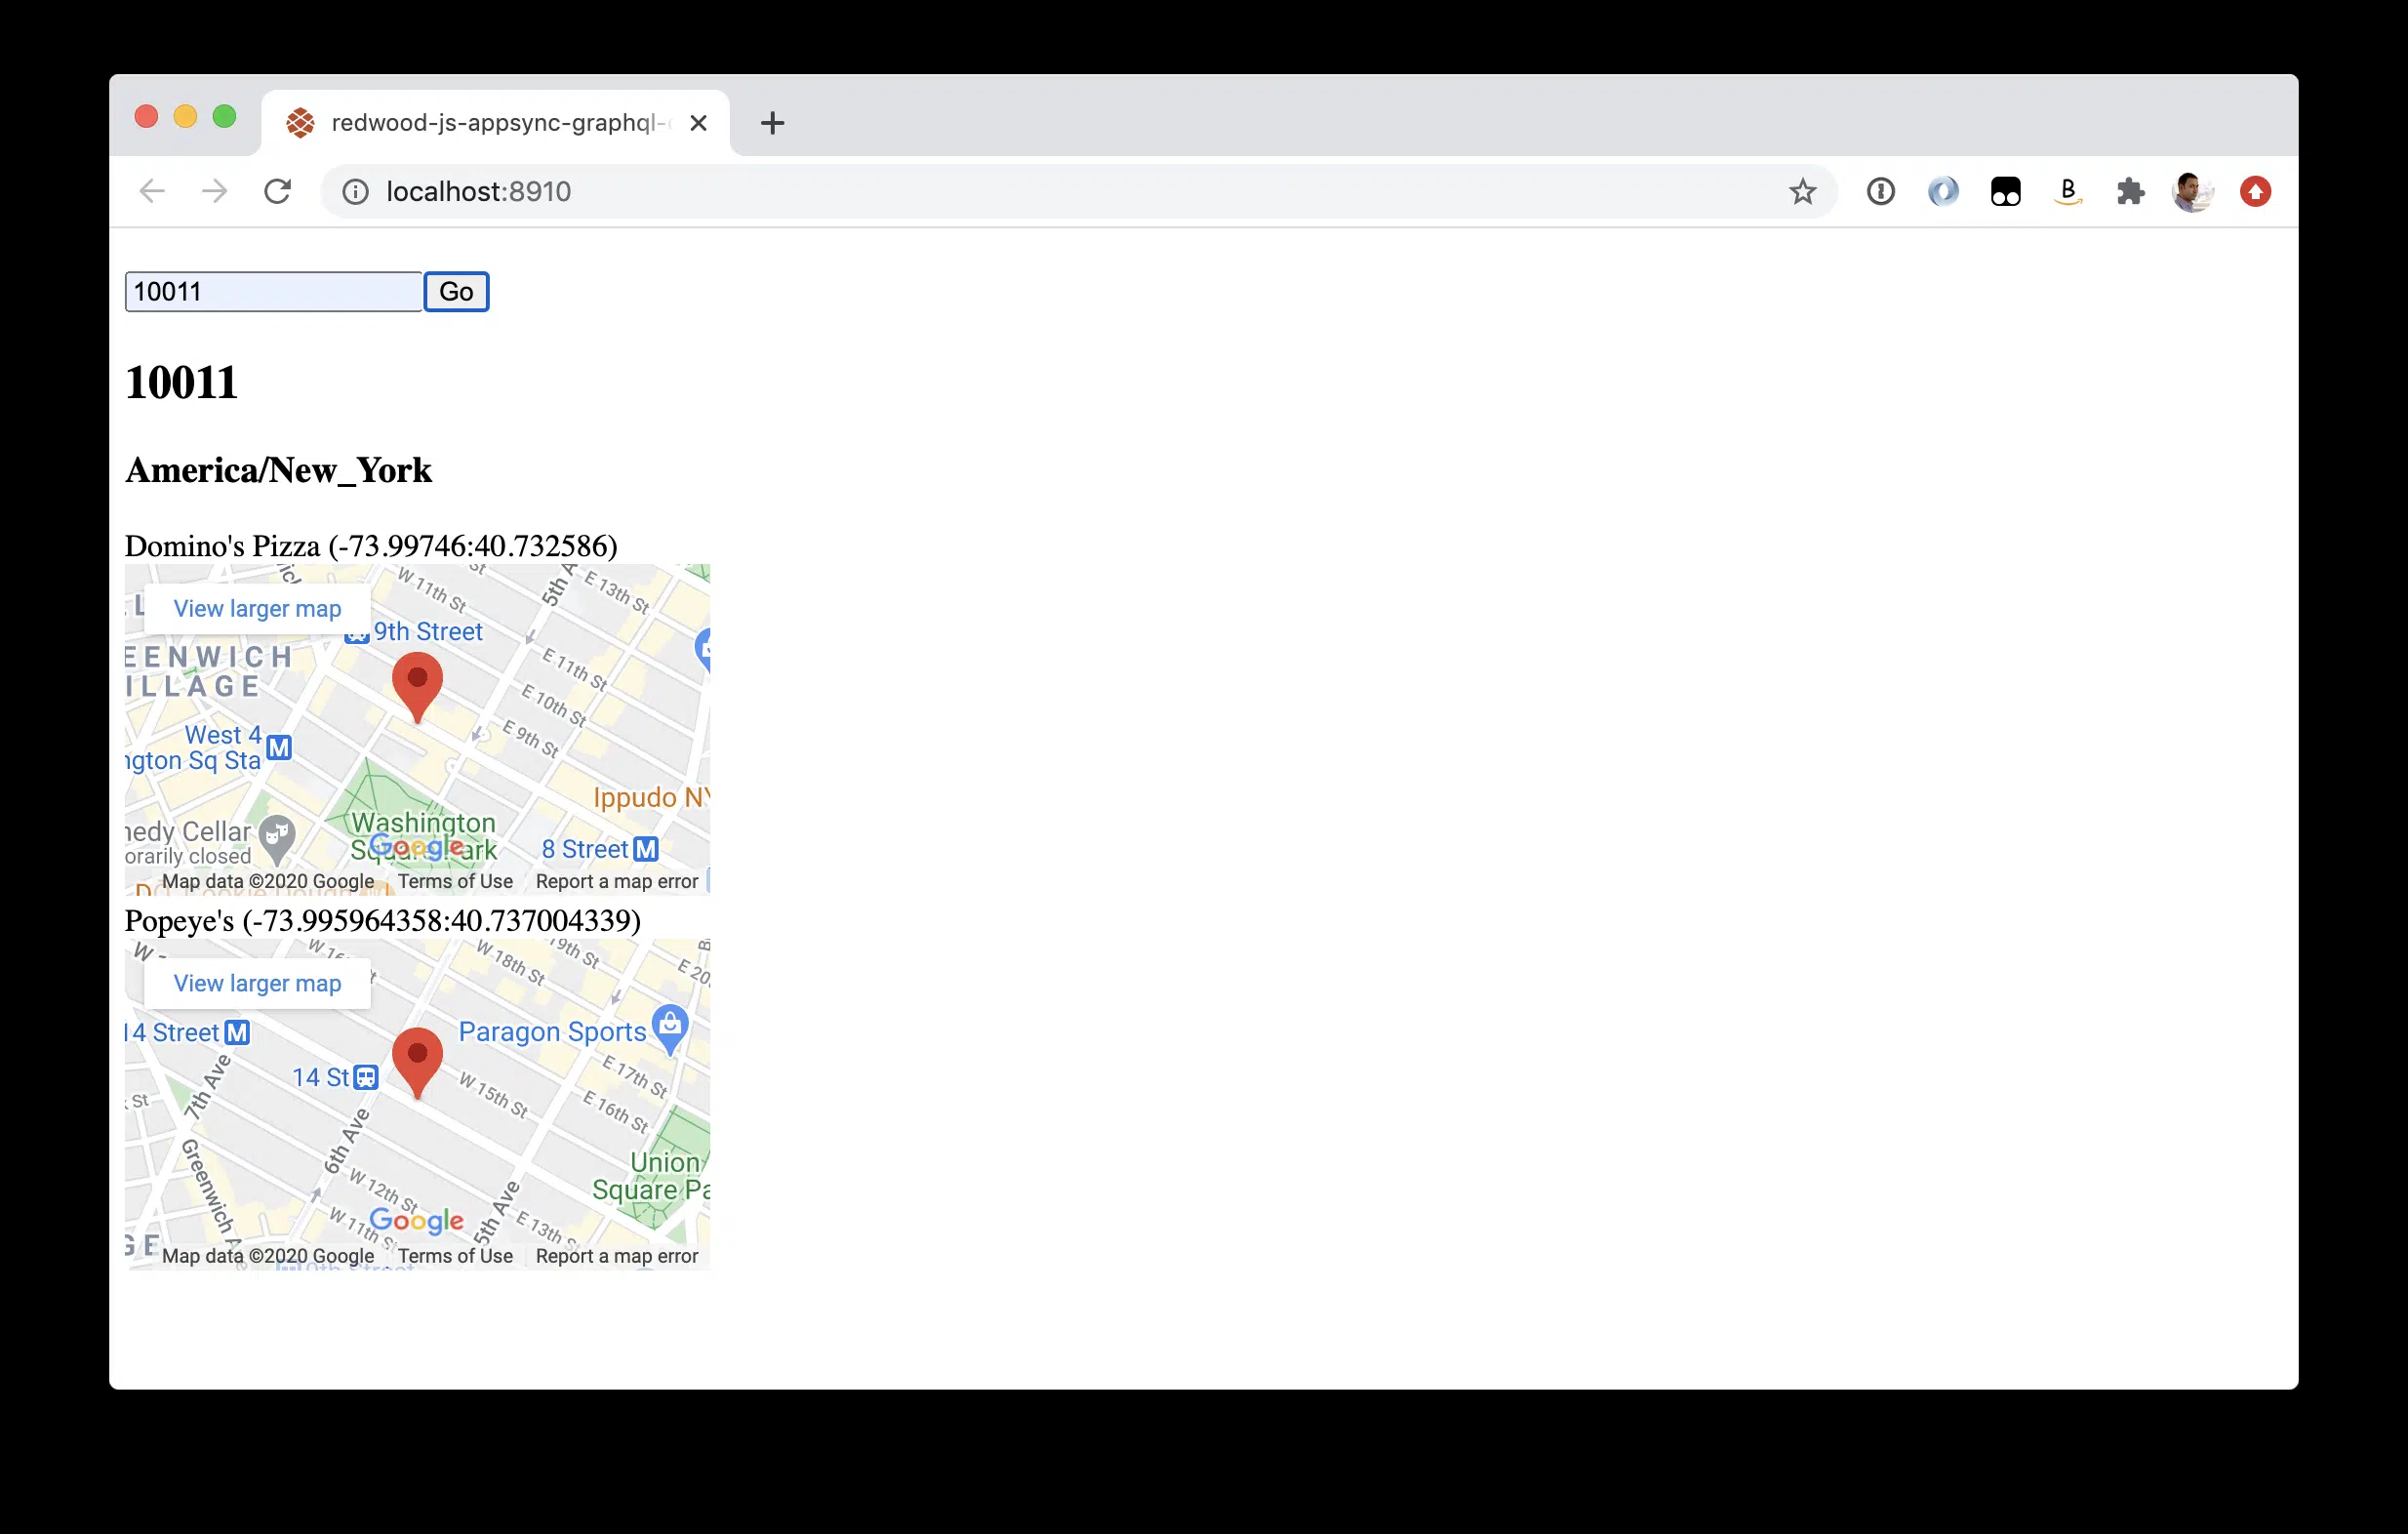 redwood-js-appsync-graphql-
localhost:8910
10011
Go
10011
America/New_York
Domino's Pizza (-73.99746:40.732586)
W 11th St
St
5th A
E 13th St
View larger map
9th Street
EENWICH
ILLAGE
E 11th St
E 10th St
E 9th St
West 4
ngton Sq Sta
M
Ippudo NY
Washington
Square Park
Google
8 Street M
nedy Cellar
orarily closed
Map data ©2020 Google
Terms of Use
Report a map error
Popeye's (-73.995964358:40.737004339)
W 16
W 18th St
19th St
E 20
View larger map
14 Street M
Paragon Sports
14 St
7th Ave
St
W 15th St
E 17th St
E 16th St
6th Ave
Greenwich A
Union
Square Pa
W 12th St
W 11th S
5th Ave
E 13th S
Google
GE
Map data ©2020 Google
Terms of Use
Report a map error